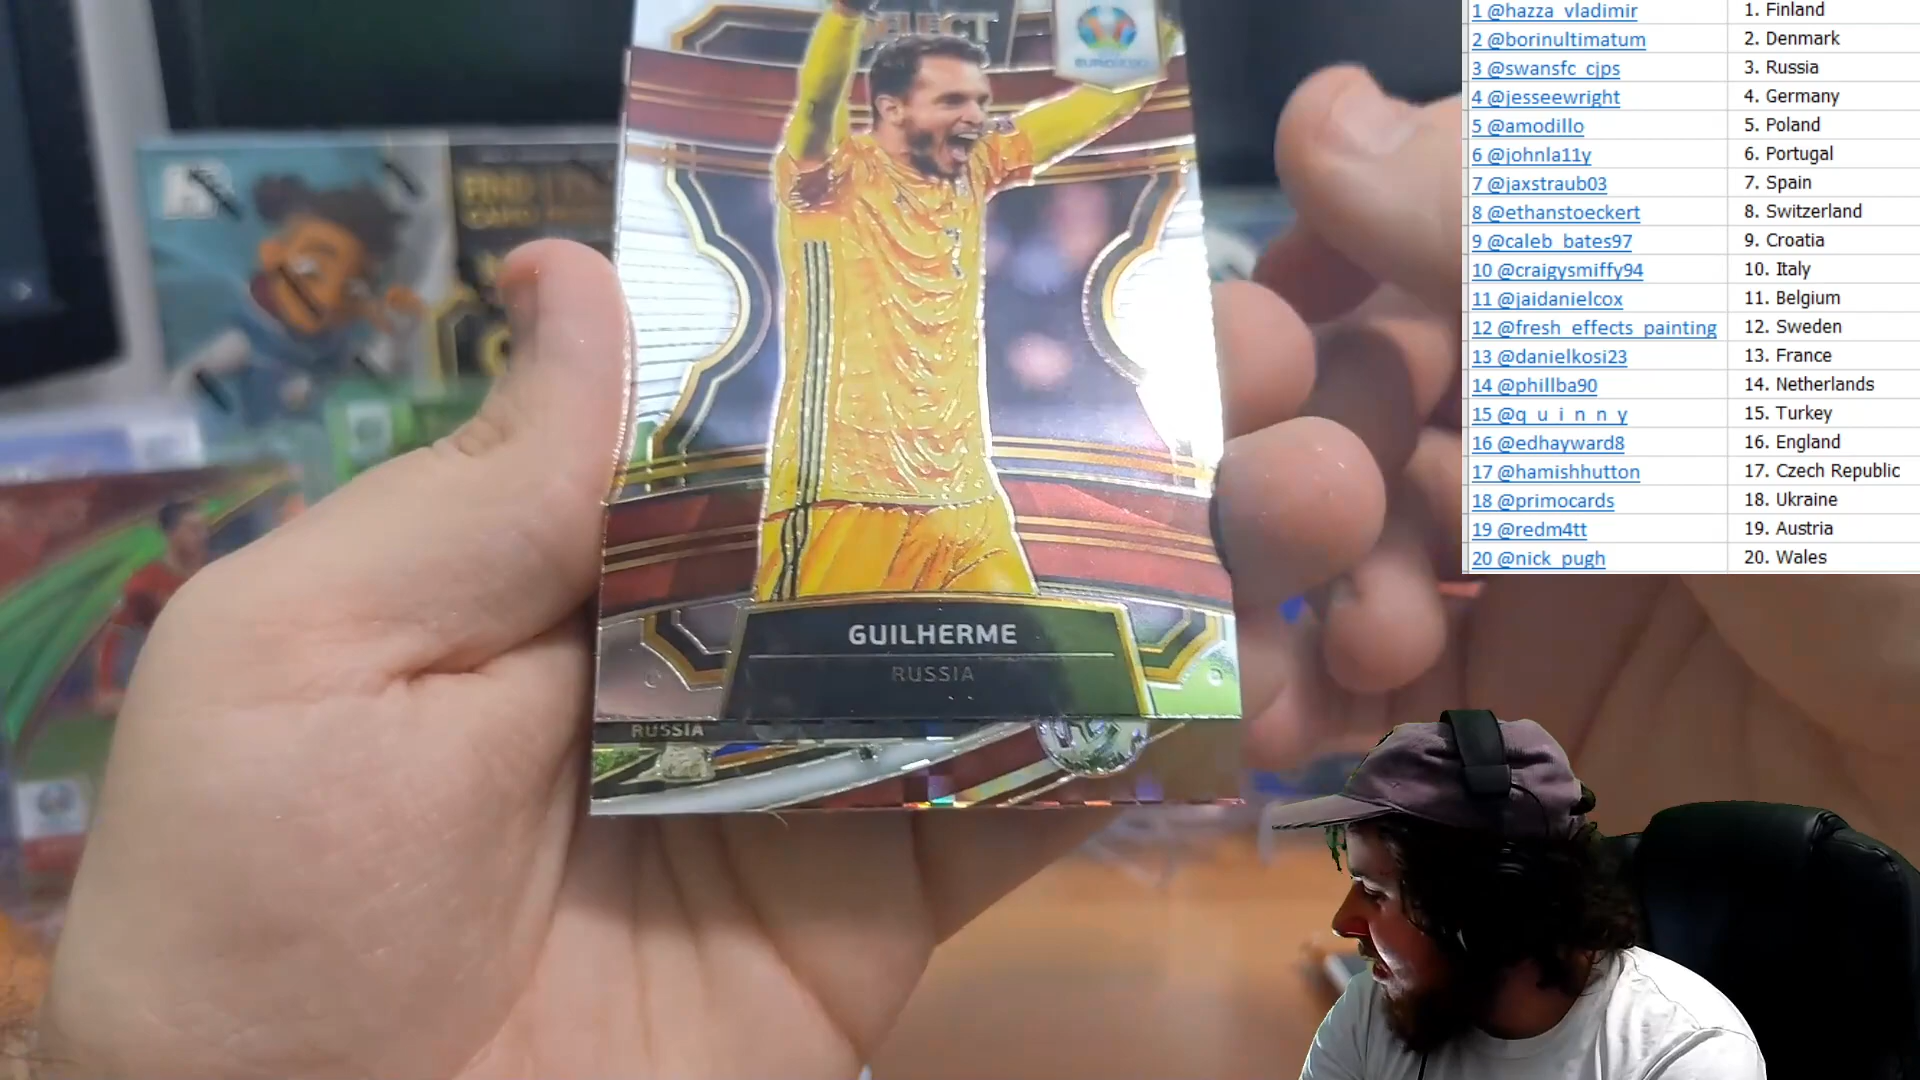 SELECT
EURO2020
GUILHERME
RUSSIA
RUSSIA
1 @hazza_vladimir 1. Finland
2 @borinultimatum 2. Denmark
3 @swansfc_cjps 3. Russia
4 @jesseewright 4. Germany
5 @amodillo 5. Poland
6 @johnla11y 6. Portugal
7 @jaxstraub03 7. Spain
8 @ethanstoeckert 8. Switzerland
9 @caleb_bates97 9. Croatia
10 @craigysmiffy94 10. Italy
11 @jaidanielcox 11. Belgium
12 @fresh_effects_painting 12. Sweden
13 @danielkosi23 13. France
14 @phillba90 14. Netherlands
15 @q_u_i_n_n_y 15. Turkey
16 @edhayward8 16. England
17 @hamishhutton 17. Czech Republic
18 @primocards 18. Ukraine
19 @redm4tt 19. Austria
20 @nick_pugh 20. Wales